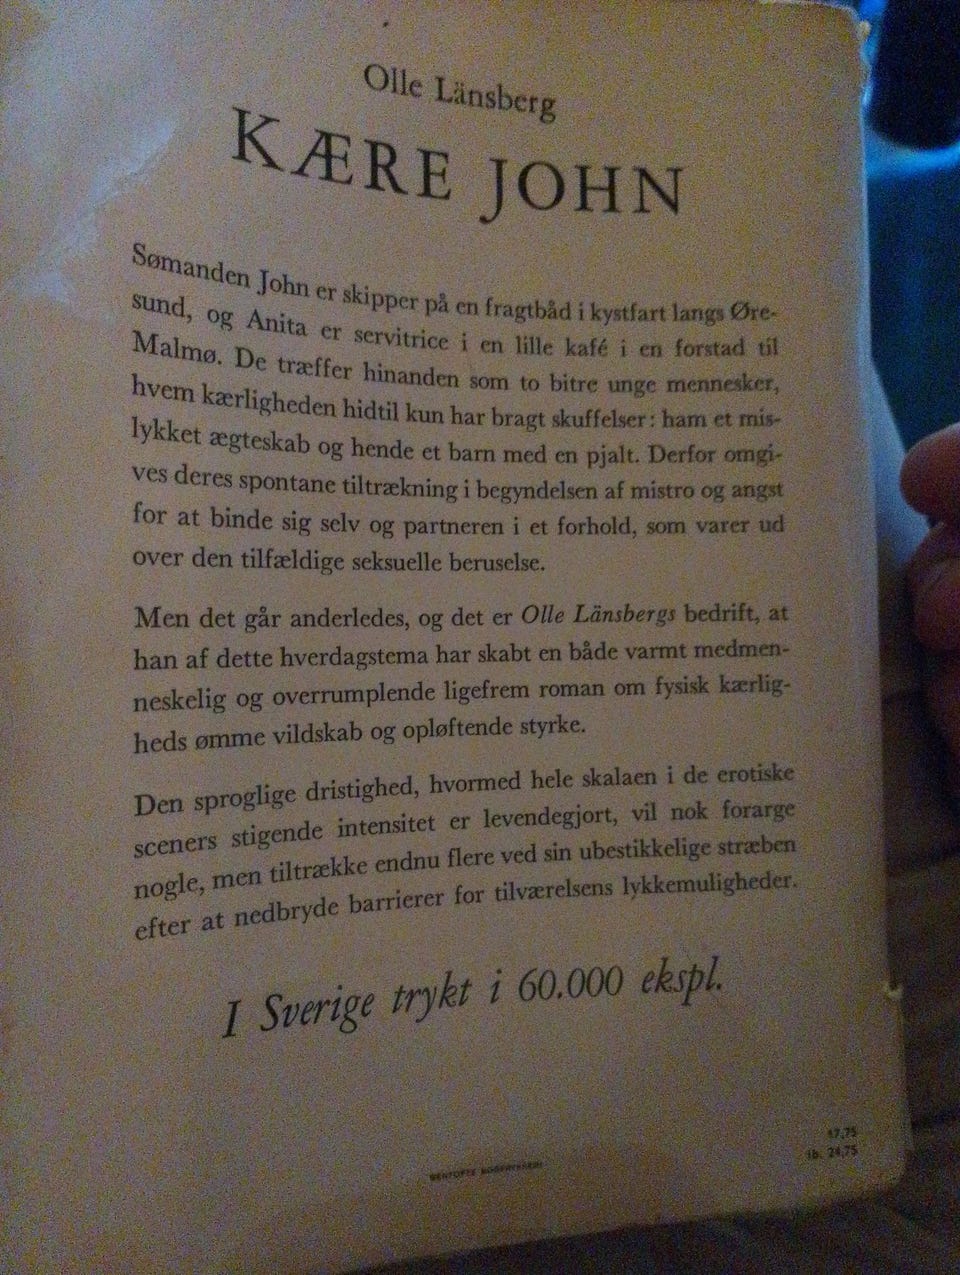 Olle Länsberg
KÆRE JOHN
Sømanden John er skipper på en fragtbåd i kystfart langs Øre-
sund, og Anita er servitrice i en lille kafé i en forstad til
Malmø. De træffer hinanden som to bitre unge mennesker,
hvem kærligheden hidtil kun har bragt skuffelser: ham et mis-
lykket ægteskab og hende et barn med en pjalt. Derfor omgi-
ves deres spontane tiltrækning i begyndelsen af mistro og angst
for at binde sig selv og partneren i et forhold, som varer ud
over den tilfældige seksuelle beruselse.
Men det går anderledes, og det er Olle Länsbergs bedrift, at
han af dette hverdagstema har skabt en både varmt medmen-
neskelig og overrumplende ligefrem roman om fysisk kærlig-
heds ømme vildskab og opløftende styrke.
Den sproglige dristighed, hvormed hele skalaen i de erotiske
sceners stigende intensitet er levendegjort, vil nok forarge
nogle, men tiltrække endnu flere ved sin ubestikkelige stræben
efter at nedbryde barrierer for tilværelsens lykkemuligheder.
I Sverige trykt i 60.000 ekspl.
17,75
ib. 24,75